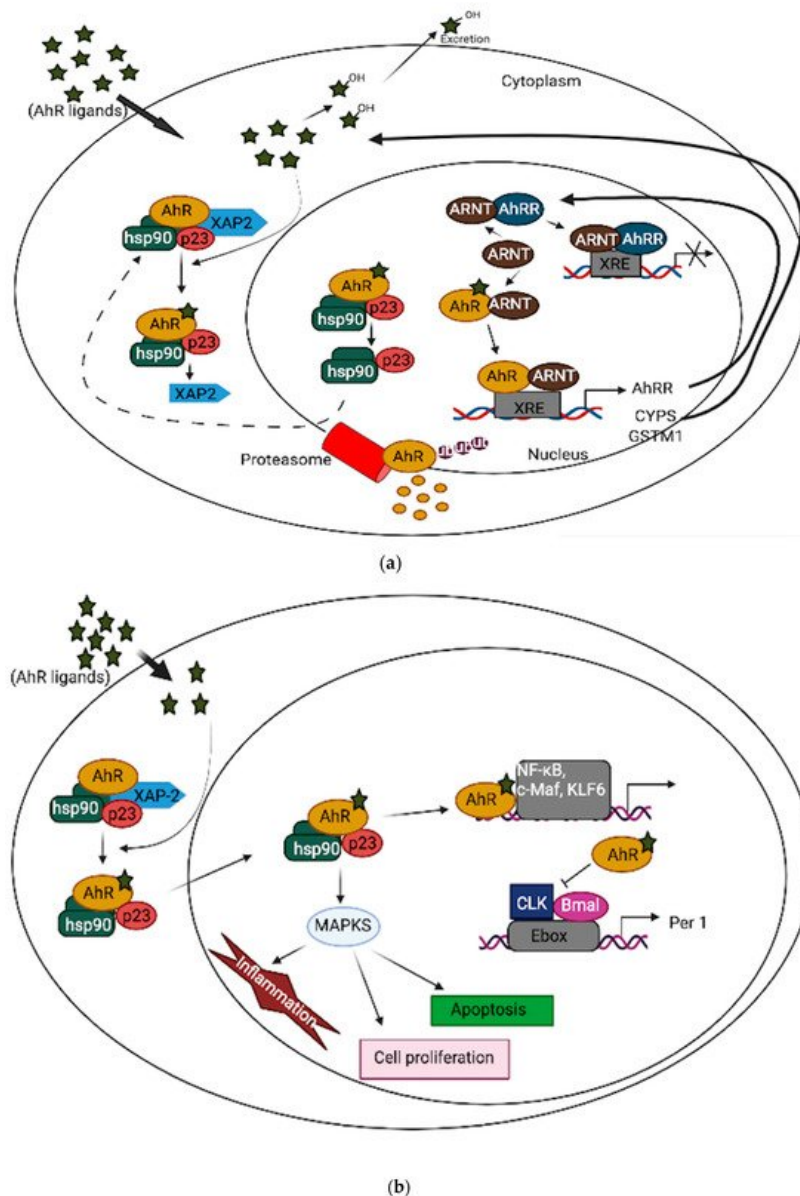 OH
Excretion
Cytoplasm
OH
(AhR ligands)
OH
AhR
XAP2
hsp90
p23
ARNT
AhRR
ARNT
AhRR
ARNT
XRE
AhR
hsp90
p23
AhR
ARNT
AhR
hsp90
p23
hsp90
p23
XAP2
AhR
ARNT
XRE
AhRR
CYPS
GSTM1
Proteasome
AhR
Nucleus
(a)
(AhR ligands)
AhR
XAP-2
hsp90
p23
NF-κB,
c-Maf, KLF6
AhR
AhR
hsp90
p23
AhR
AhR
hsp90
p23
CLK
Bmal
Ebox
Per 1
MAPKS
Inflammation
Apoptosis
Cell proliferation
(b)